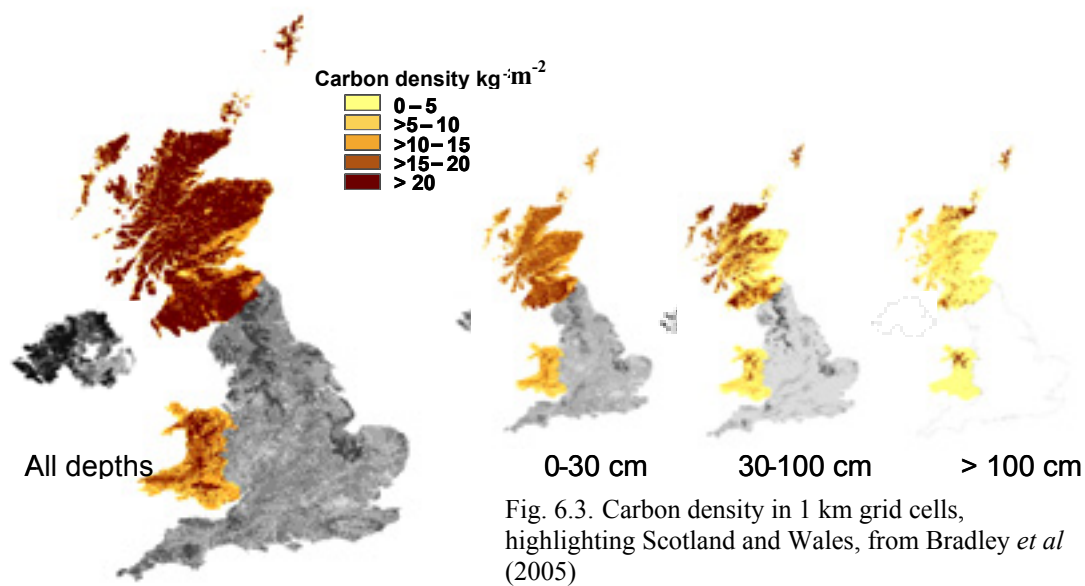 Carbon density kg⁻² m⁻²
0–5
>5–10
>10–15
>15–20
> 20
All depths
0-30 cm
30-100 cm
> 100 cm
Fig. 6.3. Carbon density in 1 km grid cells,
highlighting Scotland and Wales, from Bradley et al
(2005)